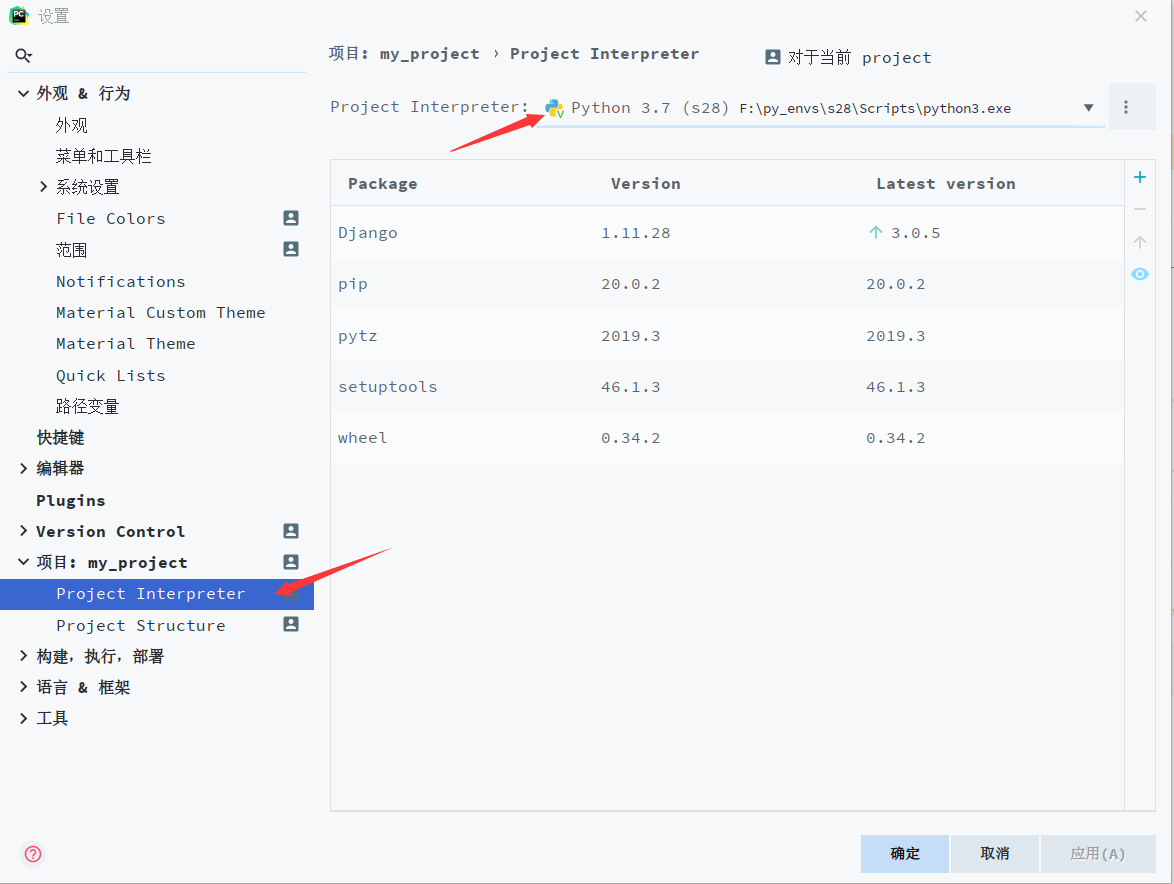 设置
外观 & 行为
外观
菜单和工具栏
系统设置
File Colors
范围
Notifications
Material Custom Theme
Material Theme
Quick Lists
路径变量
快捷键
编辑器
Plugins
Version Control
项目: my_project
Project Interpreter
Project Structure
构建, 执行, 部署
语言 & 框架
工具
项目: my_project › Project Interpreter 对于当前 project
Project Interpreter: Python 3.7 (s28) F:\py_envs\s28\Scripts\python3.exe
Package Version Latest version
Django 1.11.28 3.0.5
pip 20.0.2 20.0.2
pytz 2019.3 2019.3
setuptools 46.1.3 46.1.3
wheel 0.34.2 0.34.2
确定 取消 应用(A)